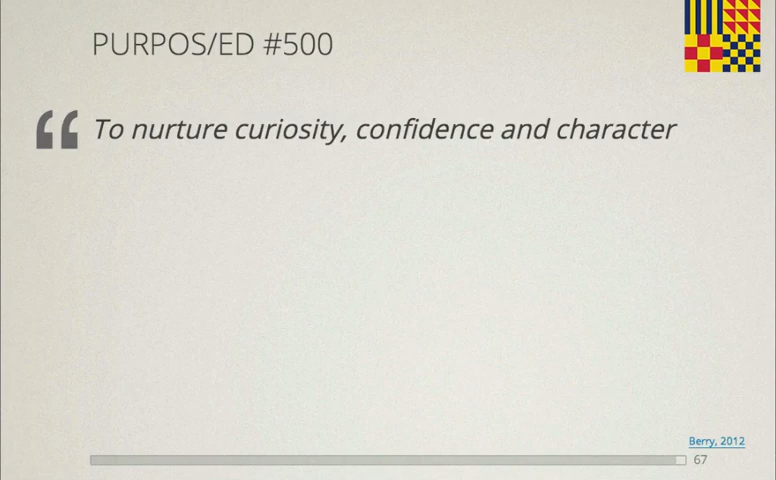 PURPOS/ED #500
“ To nurture curiosity, confidence and character
Berry, 2012
67